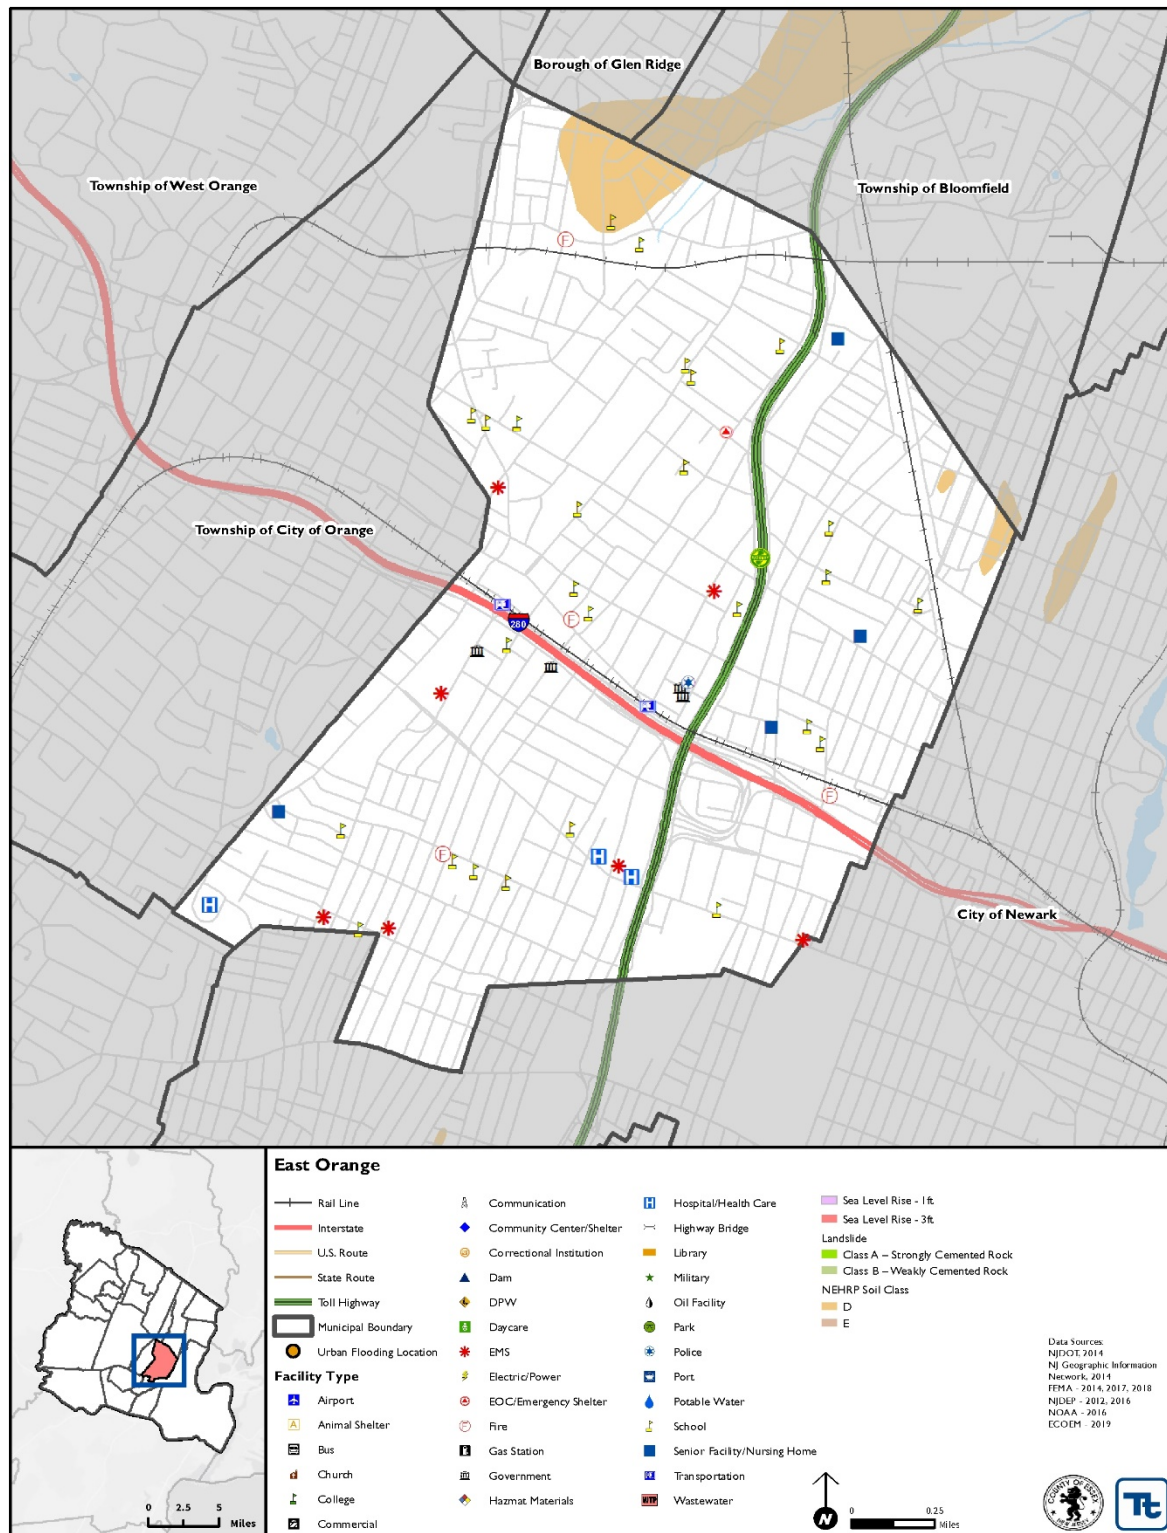 Borough of Glen Ridge
Township of West Orange
Township of Bloomfield
Township of City of Orange
280
City of Newark
East Orange
Rail Line
Interstate
U.S. Route
State Route
Toll Highway
Municipal Boundary
Urban Flooding Location
Facility Type
Airport
Animal Shelter
Bus
Church
College
Commercial
Communication
Community Center/Shelter
Correctional Institution
Dam
DPW
Daycare
EMS
Electric/Power
EOC/Emergency Shelter
Fire
Gas Station
Government
Hazmat Materials
Hospital/Health Care
Highway Bridge
Library
Military
Oil Facility
Park
Police
Port
Potable Water
School
Senior Facility/Nursing Home
Transportation
WTP Wastewater
Sea Level Rise - 1ft
Sea Level Rise - 3ft
Landslide
Class A – Strongly Cemented Rock
Class B – Weakly Cemented Rock
NEHRP Soil Class
D
E
Data Sources:
NJDOT, 2014
NJ Geographic Information
Network, 2014
FEMA - 2014, 2017, 2018
NJDEP - 2012, 2016
NOAA - 2016
ECOEM - 2019
0 2.5 5
Miles
N
0 0.25
Miles
COUNTY OF ESSEX
NEW JERSEY
Tt